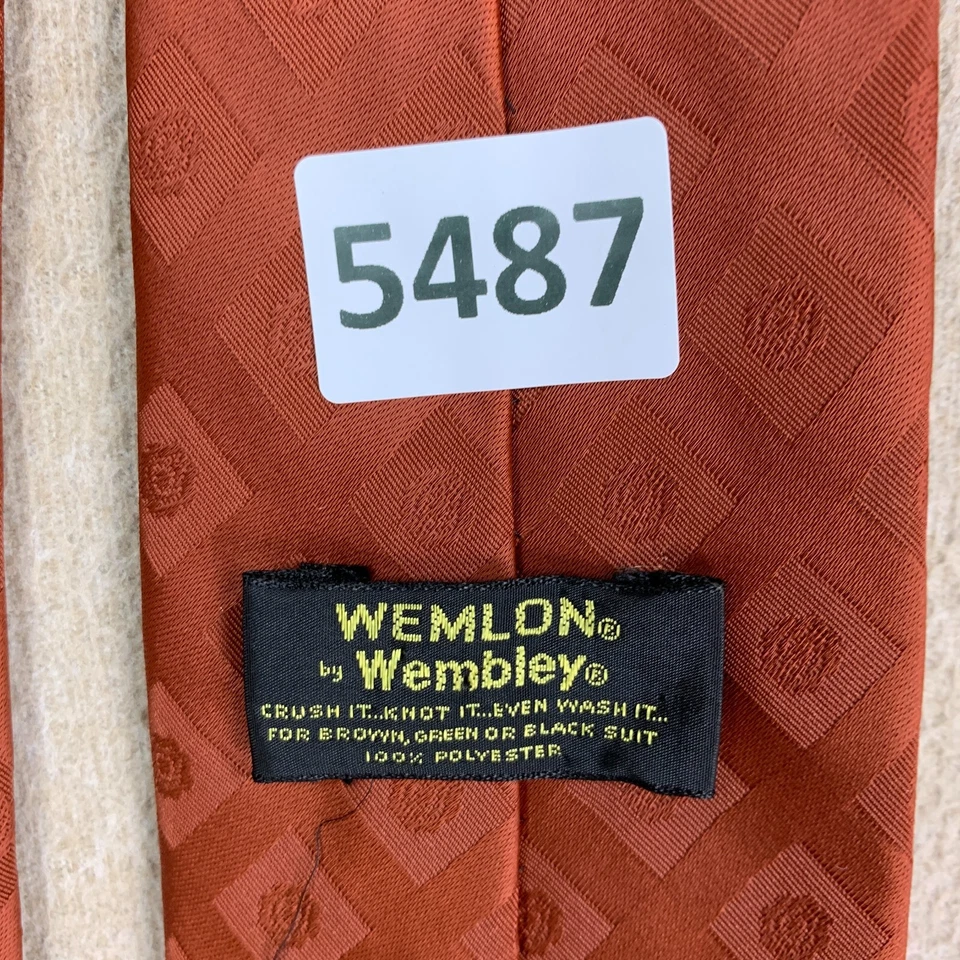 5487
WEMLON®
by Wembley®
CRUSH IT...KNOT IT...EVEN WASH IT...
FOR BROWN, GREEN OR BLACK SUIT
100% POLYESTER